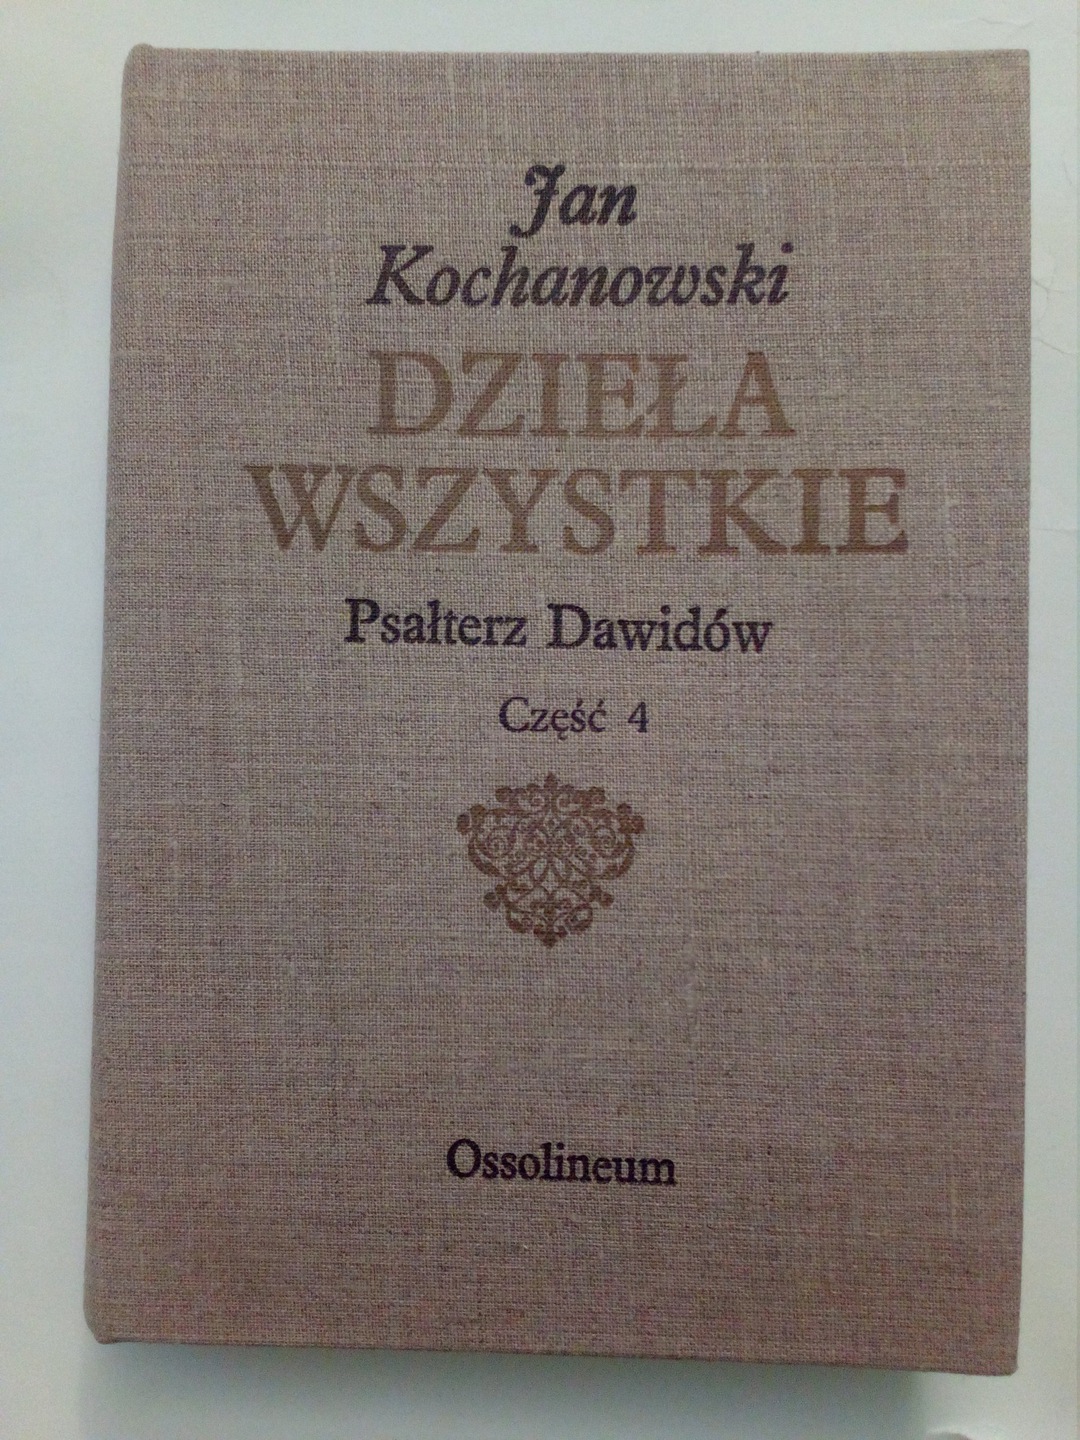 Jan
Kochanowski
DZIEŁA
WSZYSTKIE
Psałterz Dawidów
Część 4
Ossolineum